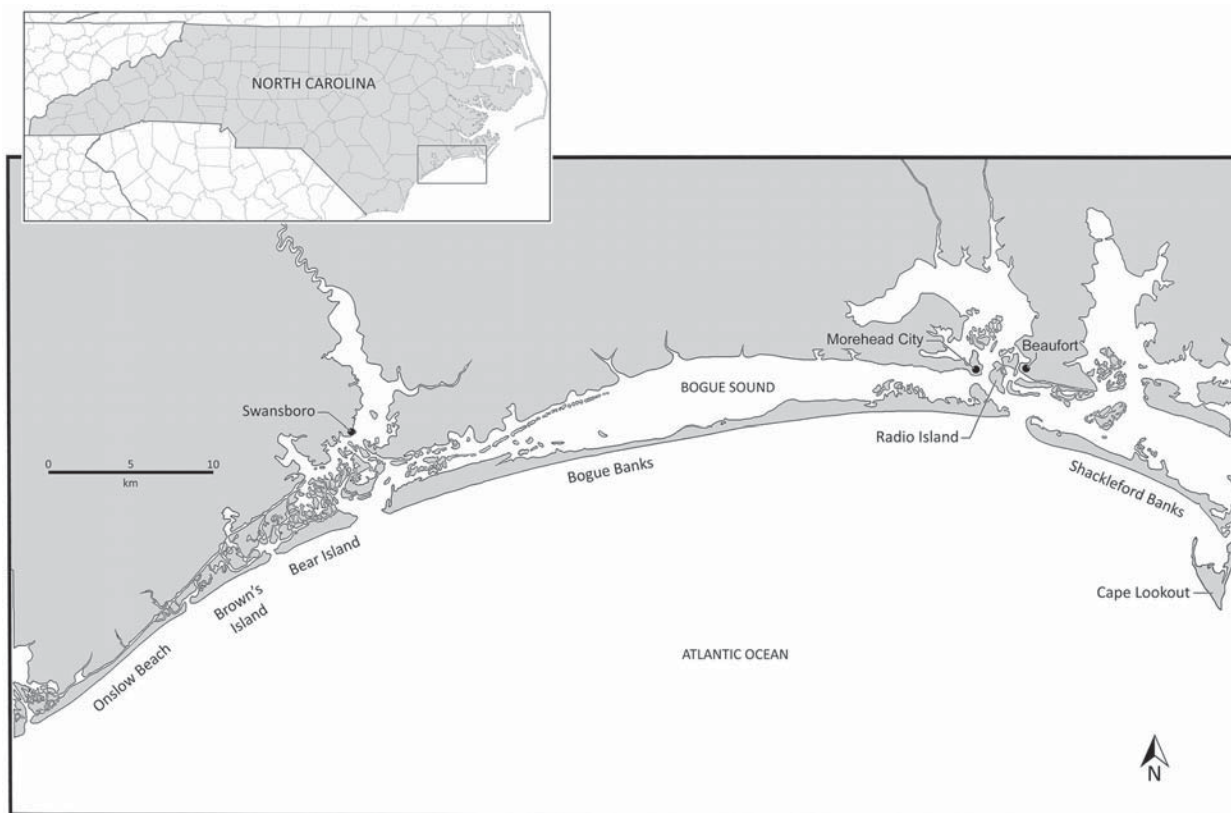 NORTH CAROLINA
Morehead City
Beaufort
BOGUE SOUND
Swansboro
Radio Island
0 5 10
km
Bogue Banks
Shackleford Banks
Bear Island
Brown's
Island
Cape Lookout
Onslow Beach
ATLANTIC OCEAN
N